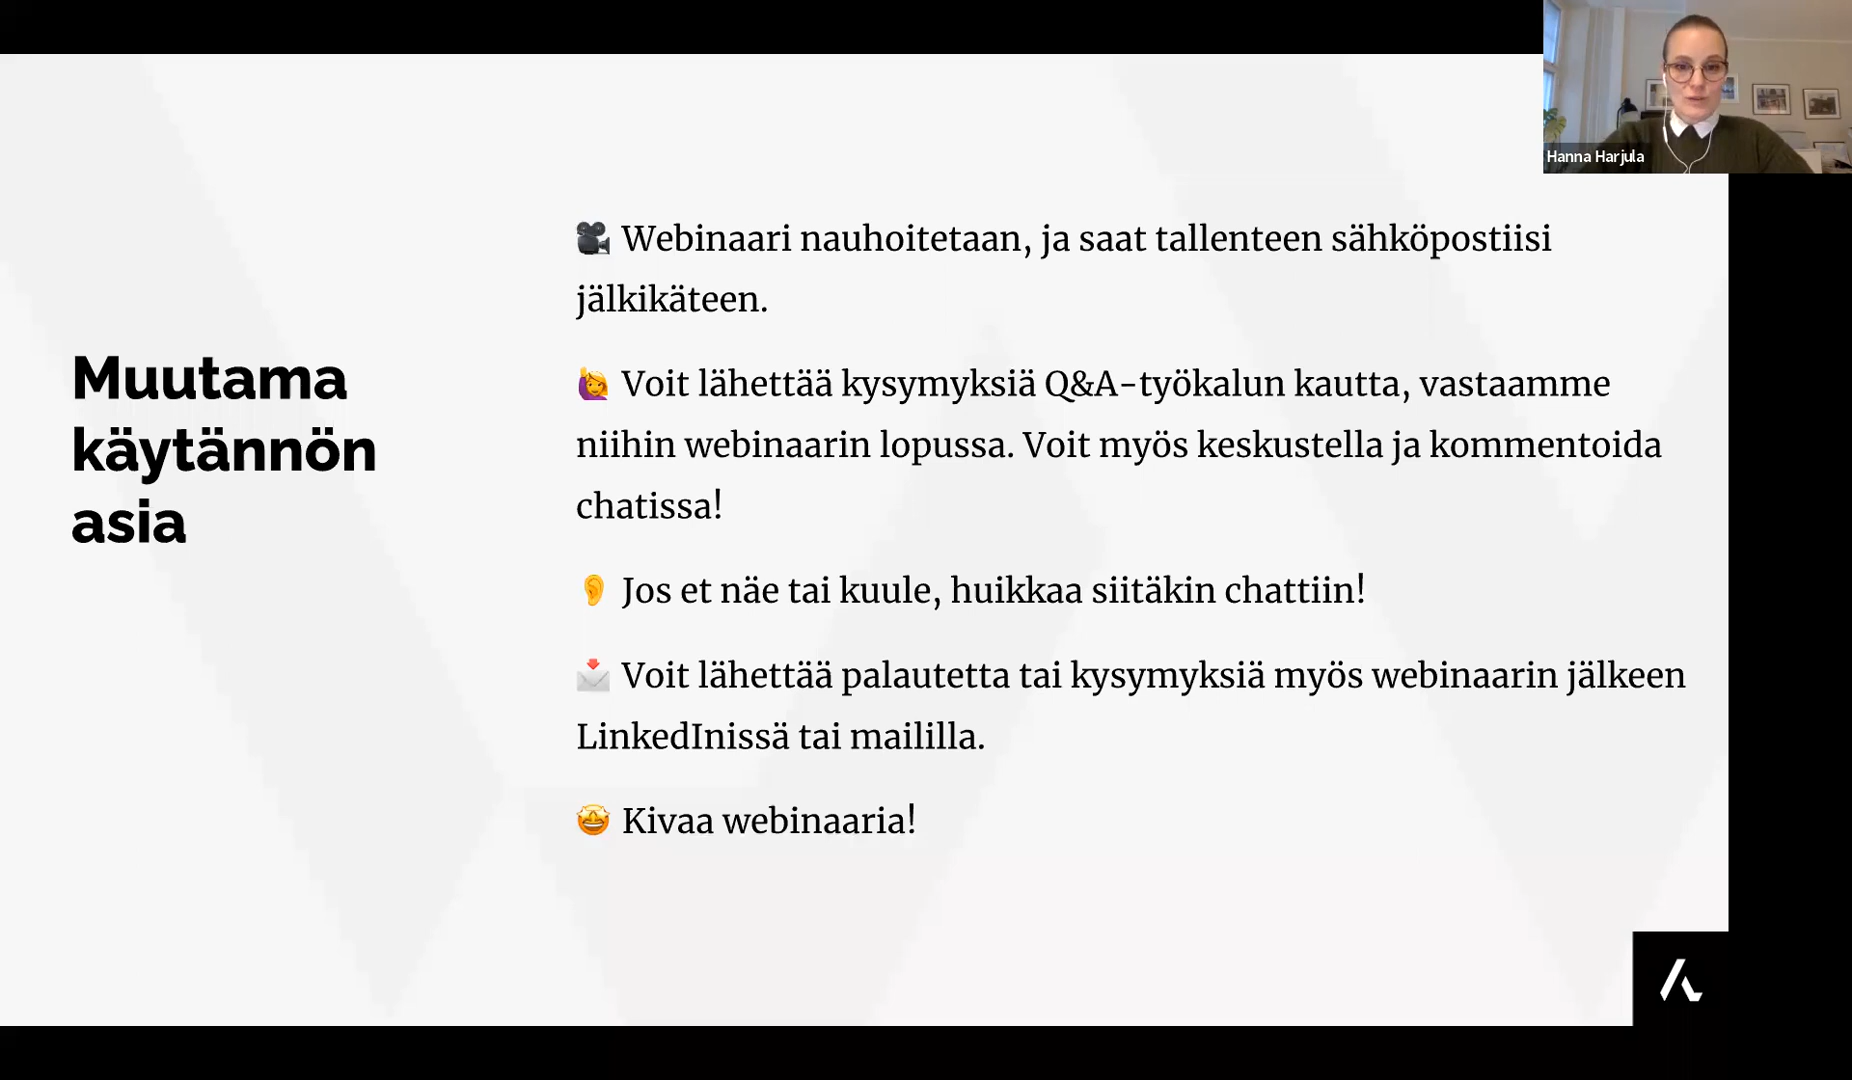 Hanna Harjula
Muutama
käytännön
asia
🎥 Webinaari nauhoitetaan, ja saat tallenteen sähköpostiisi
jälkikäteen.
🙋‍♀️ Voit lähettää kysymyksiä Q&A-työkalun kautta, vastaamme
niihin webinaarin lopussa. Voit myös keskustella ja kommentoida
chatissa!
👂 Jos et näe tai kuule, huikkaa siitäkin chattiin!
📩 Voit lähettää palautetta tai kysymyksiä myös webinaarin jälkeen
LinkedInissä tai maililla.
🤩 Kivaa webinaaria!